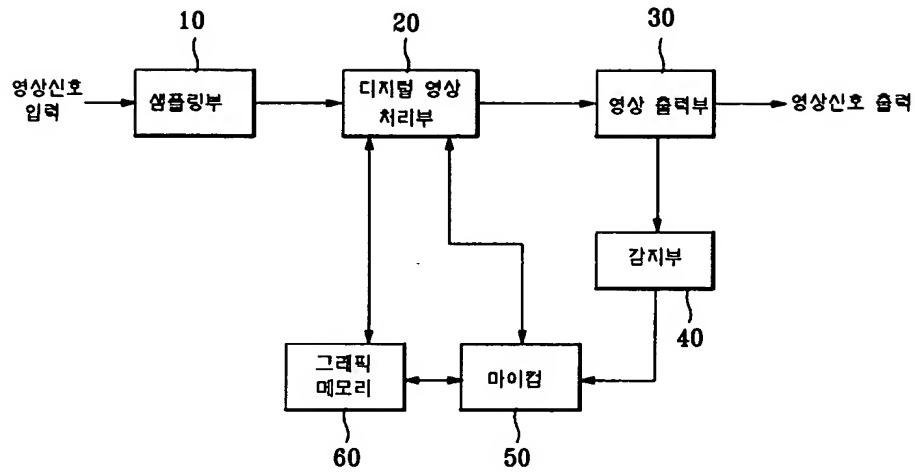 10
20
30
영상신호
입력
샘플링부
디지털 영상
처리부
영상 출력부
영상신호 출력
감지부
40
그래픽
메모리
마이컴
60
50